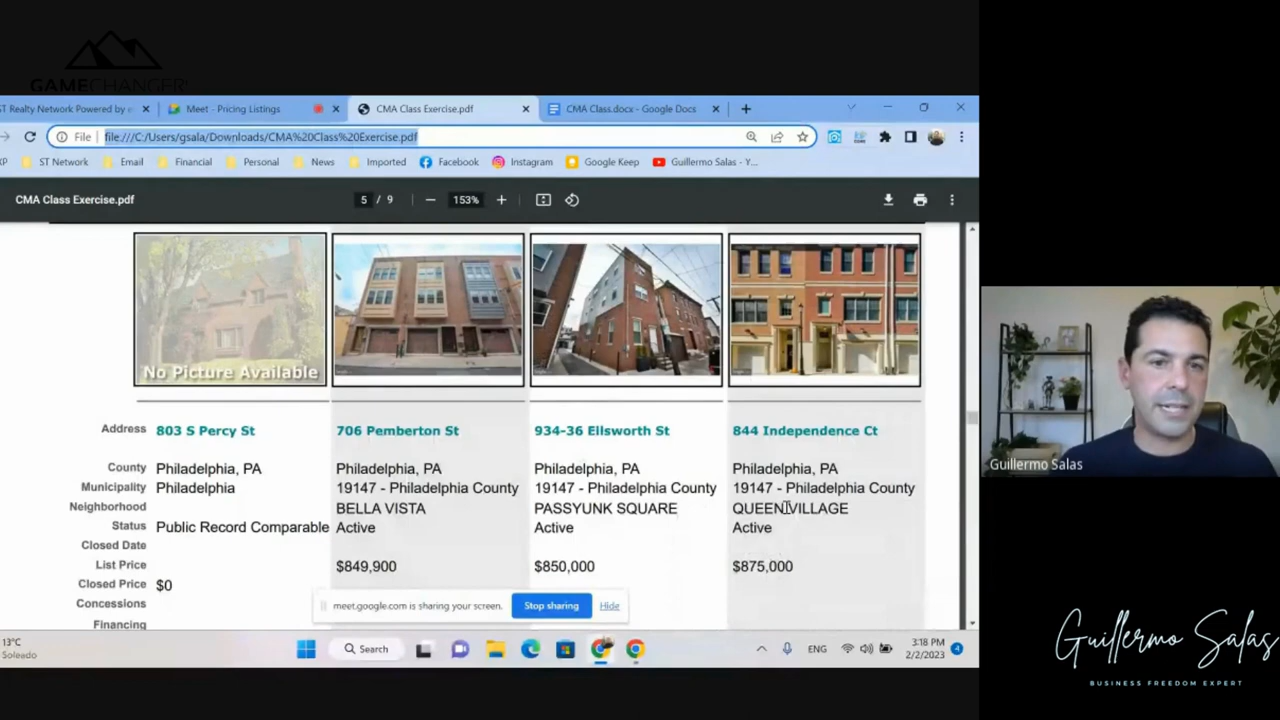 GAMECHANGER
ST Realty Network Powered by e
Meet - Pricing Listings
CMA Class Exercise.pdf
CMA Class.docx - Google Docs
File
file:///C:/Users/gsala/Downloads/CMA%20Class%20Exercise.pdf
XP
ST Network
Email
Financial
Personal
News
Imported
Facebook
Instagram
Google Keep
Guillermo Salas - Y...
CMA Class Exercise.pdf
5 / 9
153%
No Picture Available
Address 803 S Percy St 706 Pemberton St 934-36 Ellsworth St 844 Independence Ct
County Philadelphia, PA Philadelphia, PA Philadelphia, PA Philadelphia, PA
Municipality Philadelphia 19147 - Philadelphia County 19147 - Philadelphia County 19147 - Philadelphia County
Neighborhood BELLA VISTA PASSYUNK SQUARE QUEEN VILLAGE
Status Public Record Comparable Active Active Active
Closed Date
List Price $849,900 $850,000 $875,000
Closed Price $0
Concessions
Financing
meet.google.com is sharing your screen.
Stop sharing
Hide
Guillermo Salas
13°C
Soleado
Search
ENG
3:18 PM
2/2/2023
4
Guillermo Salas
BUSINESS FREEDOM EXPERT